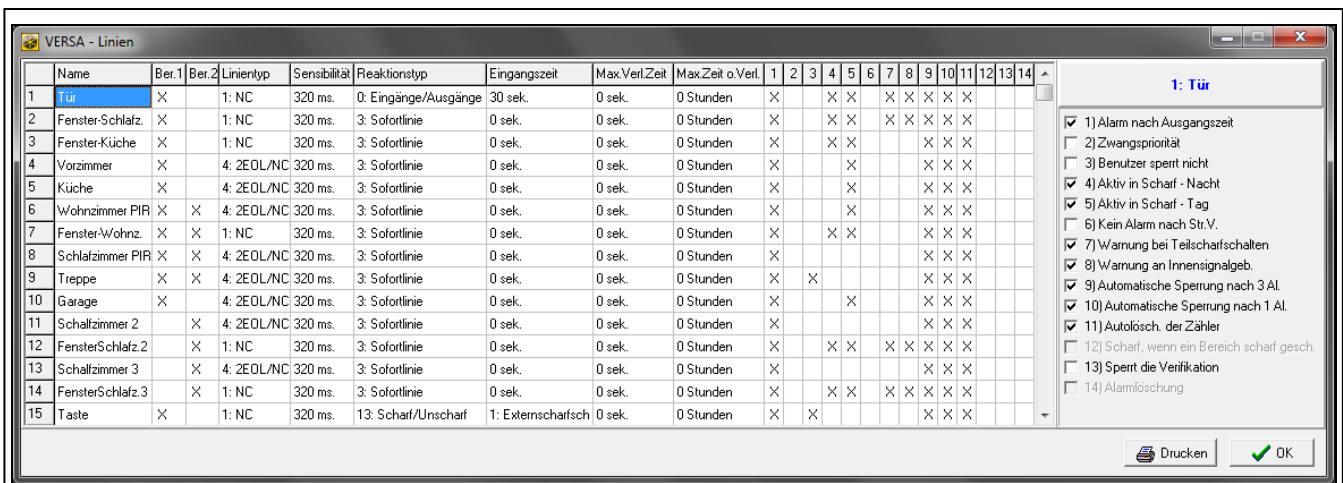 VERSA - Linien
Name Ber.1 Ber.2 Linientyp Sensibilität Reaktionstyp Eingangszeit Max.Verl.Zeit Max.Zeit o.Verl. 1 2 3 4 5 6 7 8 9 10 11 12 13 14
1 Tür X 1: NC 320 ms. 0: Eingänge/Ausgänge 30 sek. 0 sek. 0 Stunden X X X X X X X X
2 Fenster-Schlafz. X 1: NC 320 ms. 3: Sofortlinie 0 sek. 0 sek. 0 Stunden X X X X X X X X
3 Fenster-Küche X 1: NC 320 ms. 3: Sofortlinie 0 sek. 0 sek. 0 Stunden X X X X X X
4 Vorzimmer X 4: 2EOL/NC 320 ms. 3: Sofortlinie 0 sek. 0 sek. 0 Stunden X X X X X
5 Küche X 4: 2EOL/NC 320 ms. 3: Sofortlinie 0 sek. 0 sek. 0 Stunden X X X X X
6 Wohnzimmer PIR X X 4: 2EOL/NC 320 ms. 3: Sofortlinie 0 sek. 0 sek. 0 Stunden X X X X X
7 Fenster-Wohnz. X X 1: NC 320 ms. 3: Sofortlinie 0 sek. 0 sek. 0 Stunden X X X X X X
8 Schlafzimmer PIR X X 4: 2EOL/NC 320 ms. 3: Sofortlinie 0 sek. 0 sek. 0 Stunden X X X X
9 Treppe X X 4: 2EOL/NC 320 ms. 3: Sofortlinie 0 sek. 0 sek. 0 Stunden X X X X X
10 Garage X 4: 2EOL/NC 320 ms. 3: Sofortlinie 0 sek. 0 sek. 0 Stunden X X X X X
11 Schalfzimmer 2 X 4: 2EOL/NC 320 ms. 3: Sofortlinie 0 sek. 0 sek. 0 Stunden X X X X
12 FensterSchlafz.2 X 1: NC 320 ms. 3: Sofortlinie 0 sek. 0 sek. 0 Stunden X X X X X X X X
13 Schalfzimmer 3 X 4: 2EOL/NC 320 ms. 3: Sofortlinie 0 sek. 0 sek. 0 Stunden X X X X
14 FensterSchlafz.3 X 1: NC 320 ms. 3: Sofortlinie 0 sek. 0 sek. 0 Stunden X X X X X X X X
15 Taste X 1: NC 320 ms. 13: Scharf/Unscharf 1: Externscharfsch 0 sek. 0 Stunden X X X X X
1: Tür
1) Alarm nach Ausgangszeit
2) Zwangspriorität
3) Benutzer sperrt nicht
4) Aktiv in Scharf - Nacht
5) Aktiv in Scharf - Tag
6) Kein Alarm nach Str.V.
7) Warnung bei Teilscharfschalten
8) Warnung an Innensignalgeb.
9) Automatische Sperrung nach 3 Al.
10) Automatische Sperrung nach 1 Al.
11) Autolösch. der Zähler
12) Scharf, wenn ein Bereich scharf gesch.
13) Sperrt die Verifikation
14) Alarmlöschung
Drucken OK